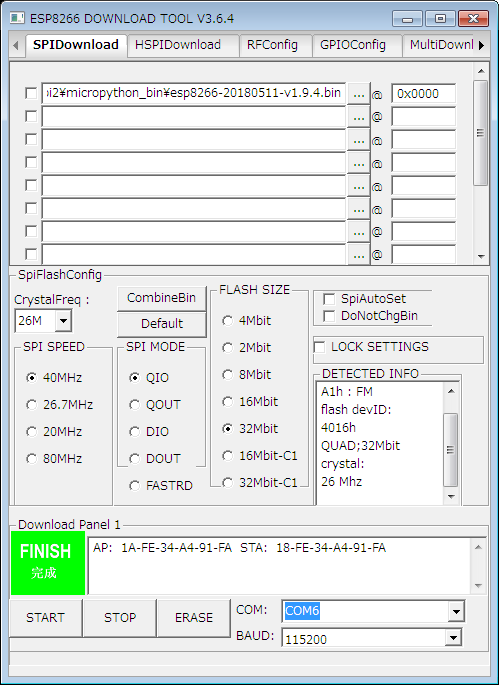 ESP8266 DOWNLOAD TOOL V3.6.4
SPIDownload HSPIDownload RFConfig GPIOConfig MultiDownl
oi2¥micropython_bin¥esp8266-20180511-v1.9.4.bin ... @ 0x0000
... @
... @
... @
... @
... @
... @
... @
SpiFlashConfig
CrystalFreq :
26M
CombineBin
Default
SPI SPEED
40MHz
26.7MHz
20MHz
80MHz
SPI MODE
QIO
QOUT
DIO
DOUT
FASTRD
FLASH SIZE
4Mbit
2Mbit
8Mbit
16Mbit
32Mbit
16Mbit-C1
32Mbit-C1
SpiAutoSet
DoNotChgBin
LOCK SETTINGS
DETECTED INFO
A1h : FM
flash devID:
4016h
QUAD;32Mbit
crystal:
26 Mhz
Download Panel 1
FINISH
完成
AP: 1A-FE-34-A4-91-FA STA: 18-FE-34-A4-91-FA
START STOP ERASE
COM: COM6
BAUD: 115200